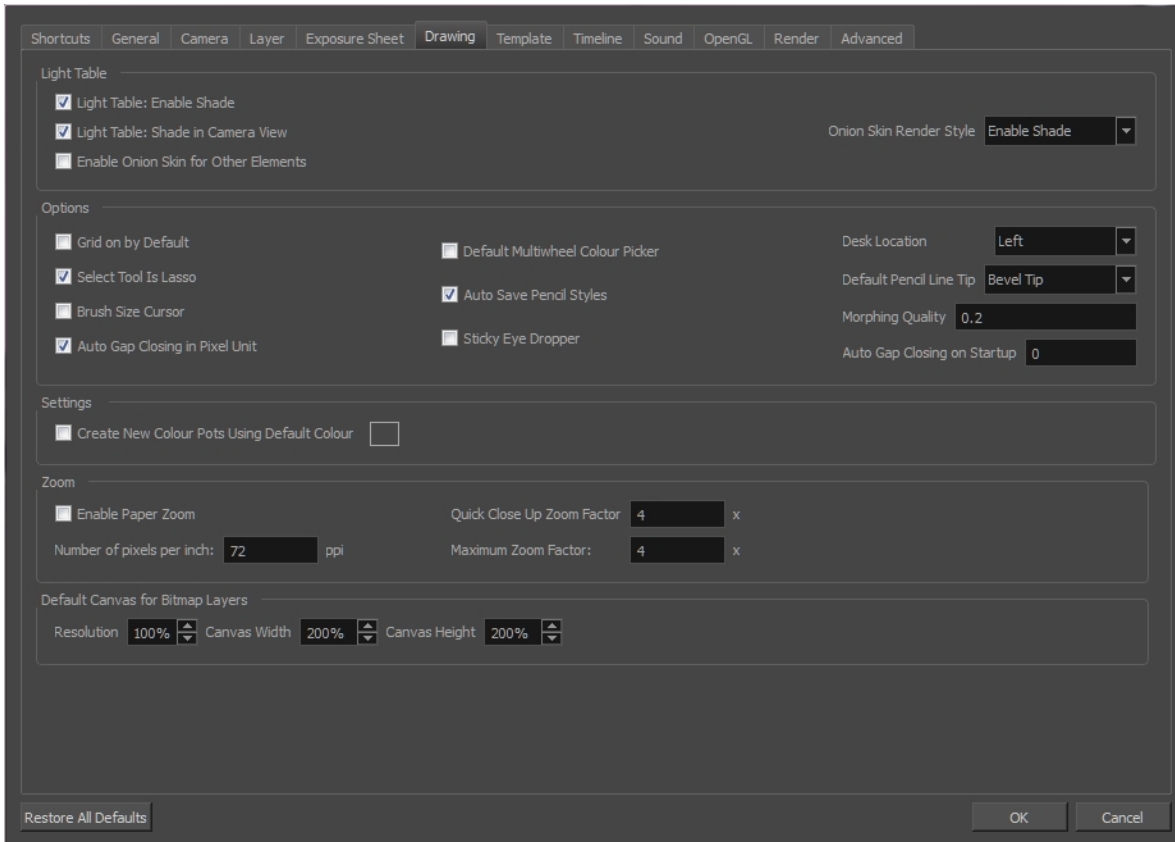 Shortcuts General Camera Layer Exposure Sheet Drawing Template Timeline Sound OpenGL Render Advanced
Light Table
Light Table: Enable Shade
Light Table: Shade in Camera View
Onion Skin Render Style Enable Shade
Enable Onion Skin for Other Elements
Options
Grid on by Default
Select Tool Is Lasso
Brush Size Cursor
Auto Gap Closing in Pixel Unit
Default Multiwheel Colour Picker
Auto Save Pencil Styles
Sticky Eye Dropper
Desk Location Left
Default Pencil Line Tip Bevel Tip
Morphing Quality 0.2
Auto Gap Closing on Startup 0
Settings
Create New Colour Pots Using Default Colour
Zoom
Enable Paper Zoom
Quick Close Up Zoom Factor 4 x
Number of pixels per inch: 72 ppi
Maximum Zoom Factor: 4 x
Default Canvas for Bitmap Layers
Resolution 100% Canvas Width 200% Canvas Height 200%
Restore All Defaults OK Cancel